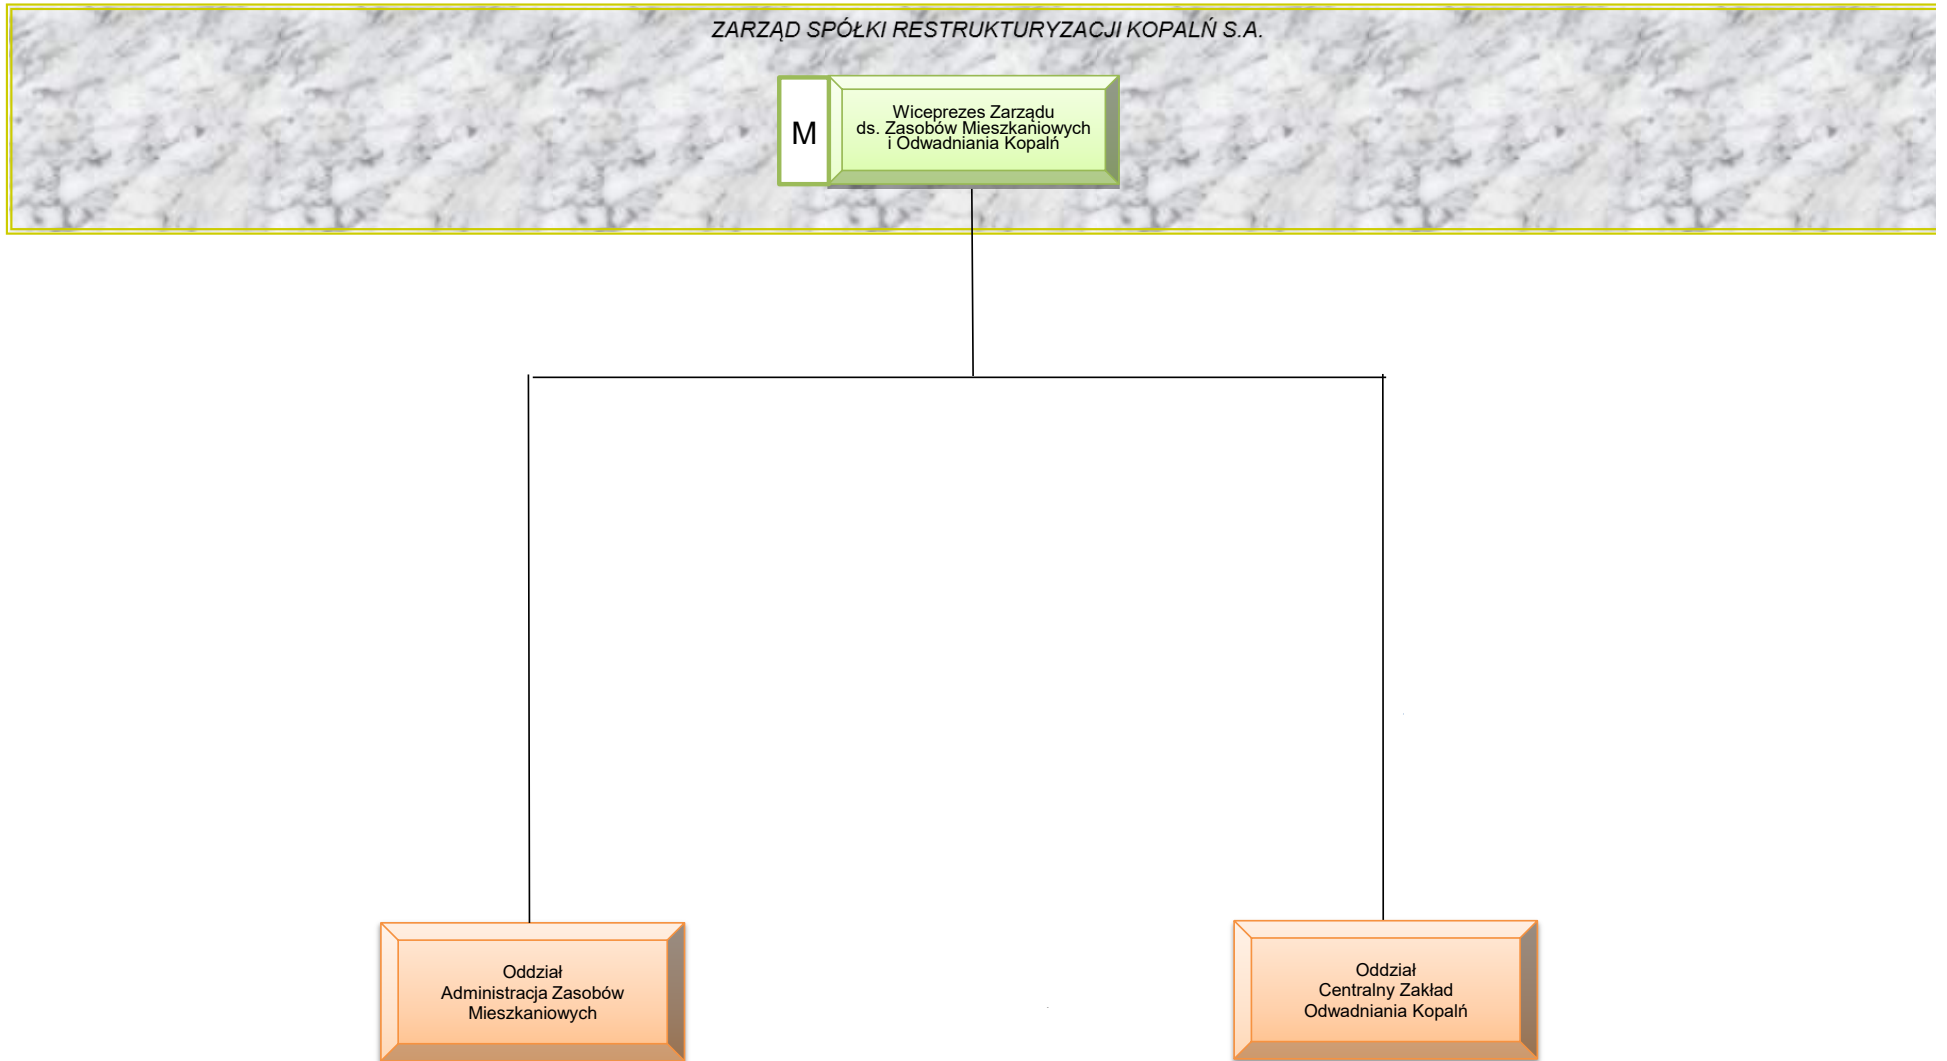 ZARZĄD SPÓŁKI RESTRUKTURYZACJI KOPALŃ S.A.
M
Wiceprezes Zarządu
ds. Zasobów Mieszkaniowych
i Odwadniania Kopalń
Oddział
Administracja Zasobów
Mieszkaniowych
Oddział
Centralny Zakład
Odwadniania Kopalń